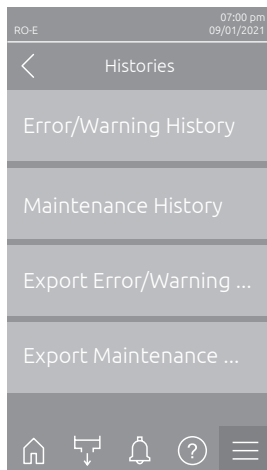 07:00 pm
RO-E 09/01/2021
Histories
Error/Warning History
Maintenance History
Export Error/Warning ...
Export Maintenance ...
?